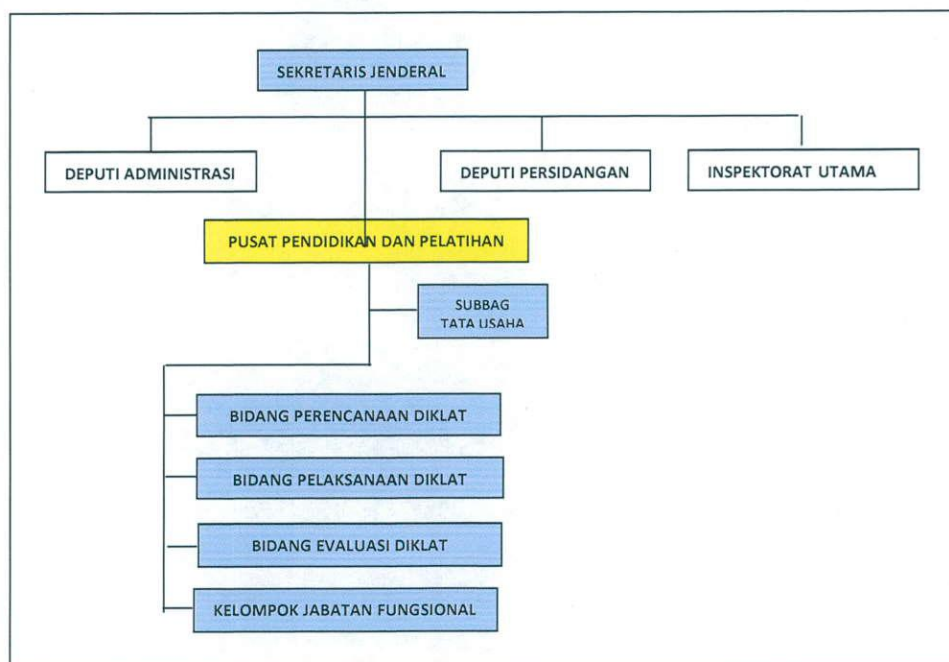 SEKRETARIS JENDERAL
DEPUTI ADMINISTRASI
DEPUTI PERSIDANGAN
INSPEKTORAT UTAMA
PUSAT PENDIDIKAN DAN PELATIHAN
SUBBAG
TATA USAHA
BIDANG PERENCANAAN DIKLAT
BIDANG PELAKSANAAN DIKLAT
BIDANG EVALUASI DIKLAT
KELOMPOK JABATAN FUNGSIONAL